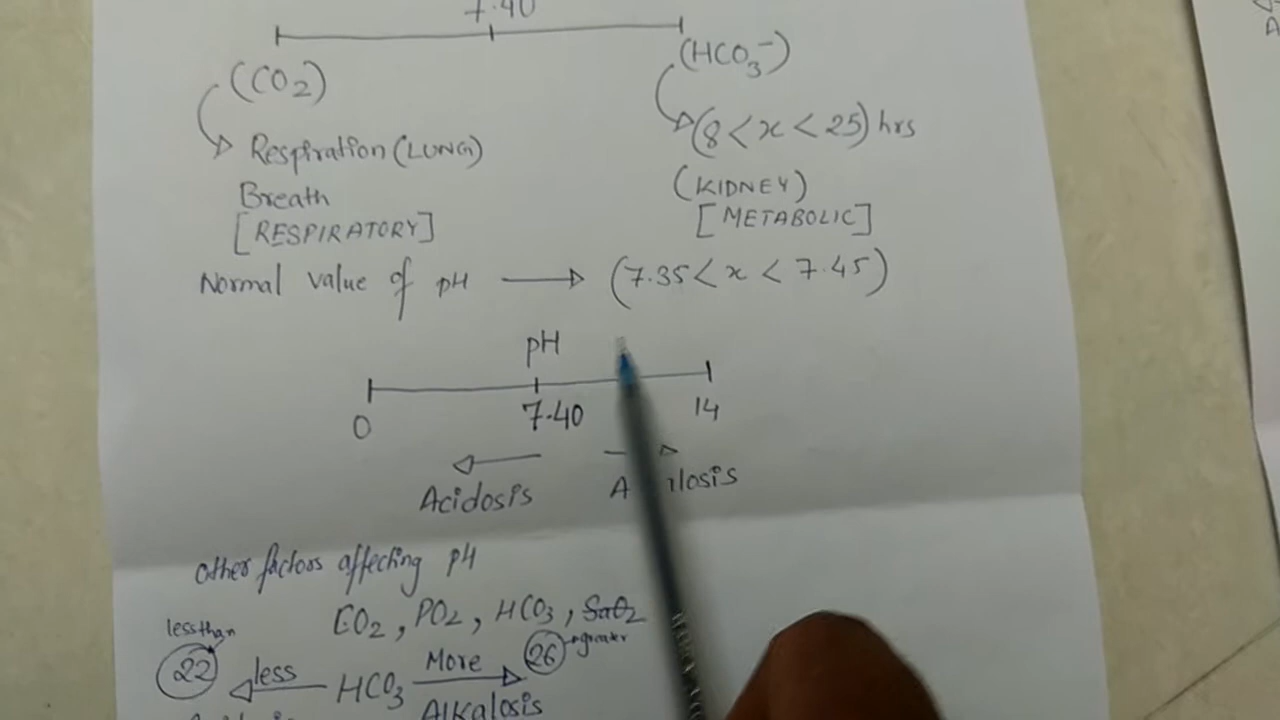 7.40
(CO2) (HCO3-)
Respiration (LUNG) (8 < x < 25) hrs
Breath (KIDNEY)
[RESPIRATORY] [METABOLIC]
Normal value of pH → (7.35 < x < 7.45)
pH
0 7.40 14
Acidosis
Other factors affecting pH
CO2, PO2, HCO3, SaO2
less than 22 less HCO3 More 26 greater
Alkalosis